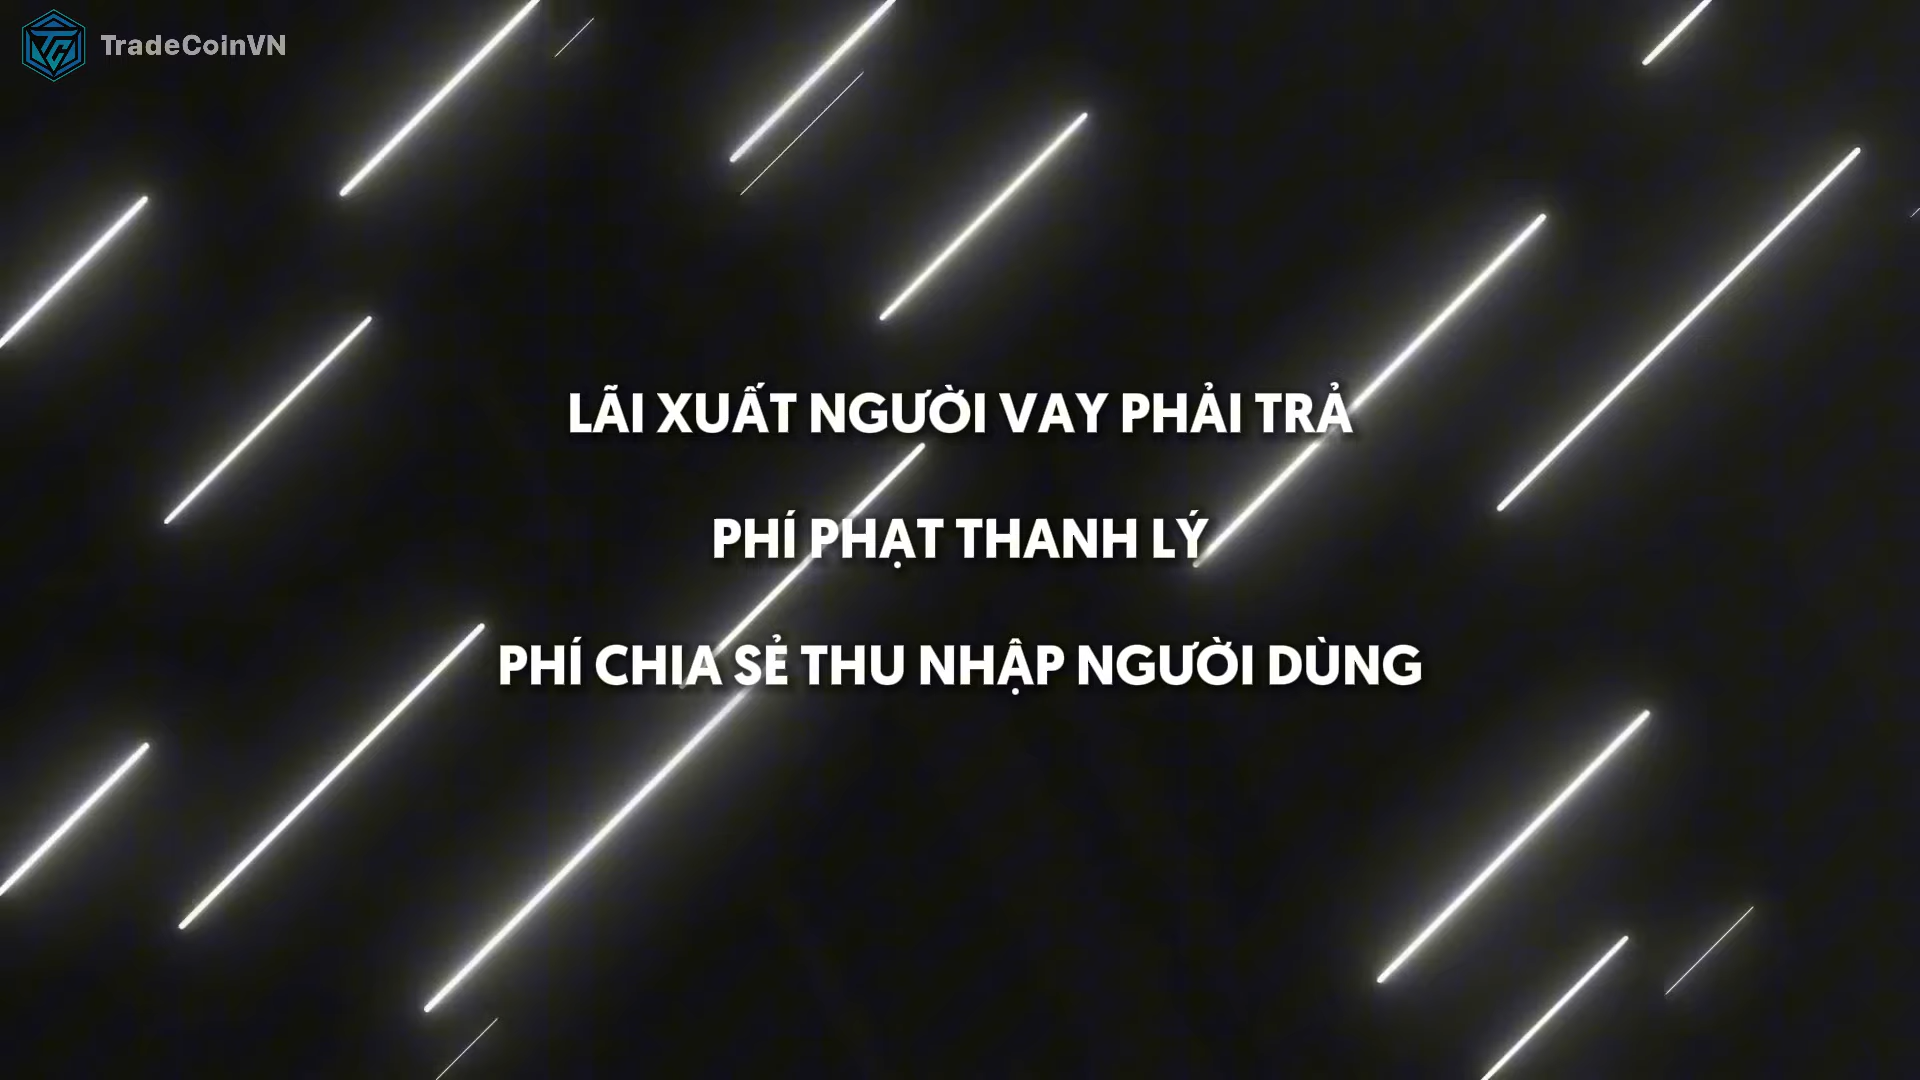 TradeCoinVN
LÃI XUẤT NGƯỜI VAY PHẢI TRẢ
PHÍ PHẠT THANH LÝ
PHÍ CHIA SẺ THU NHẬP NGƯỜI DÙNG